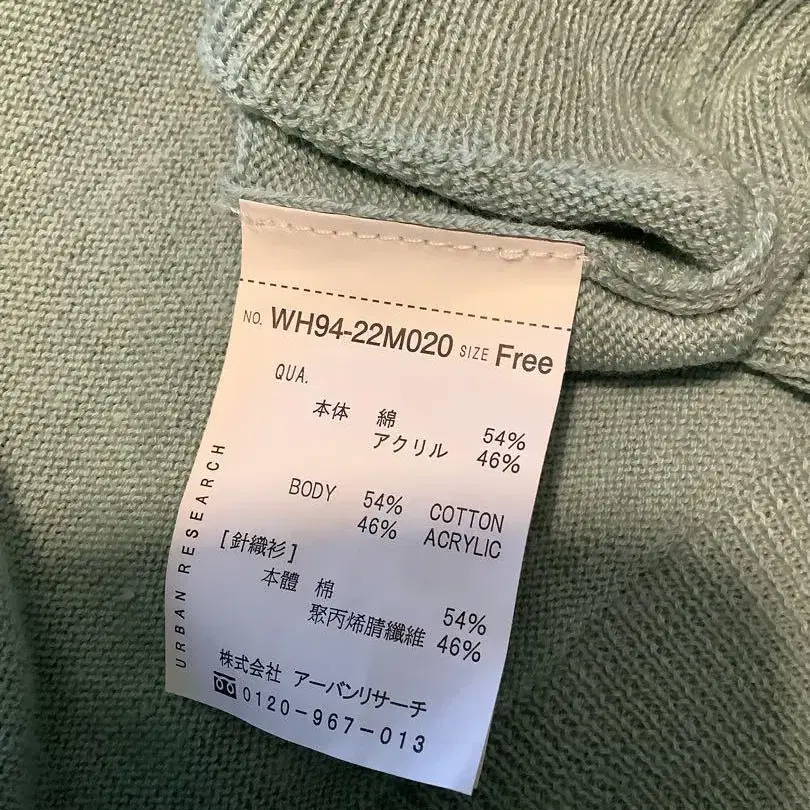 NO. WH94-22M020 SIZE Free
QUA.
本体 綿 54%
アクリル 46%
BODY 54% COTTON
46% ACRYLIC
[針織衫]
本體 棉 54%
聚丙烯腈纖維 46%
URBAN RESEARCH
株式会社 アーバンリサーチ
0120-967-013